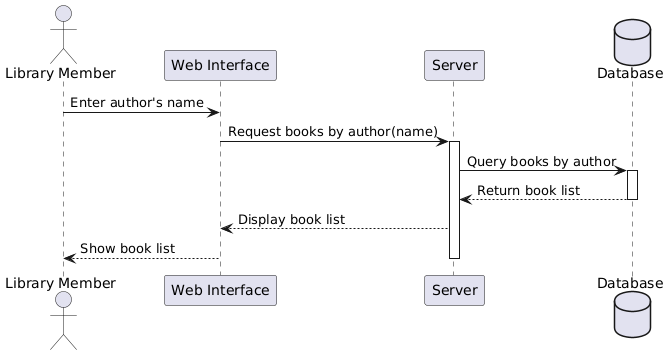 Library Member
Web Interface
Server
Database
Enter author's name
Request books by author(name)
Query books by author
Return book list
Display book list
Show book list
Library Member
Web Interface
Server
Database